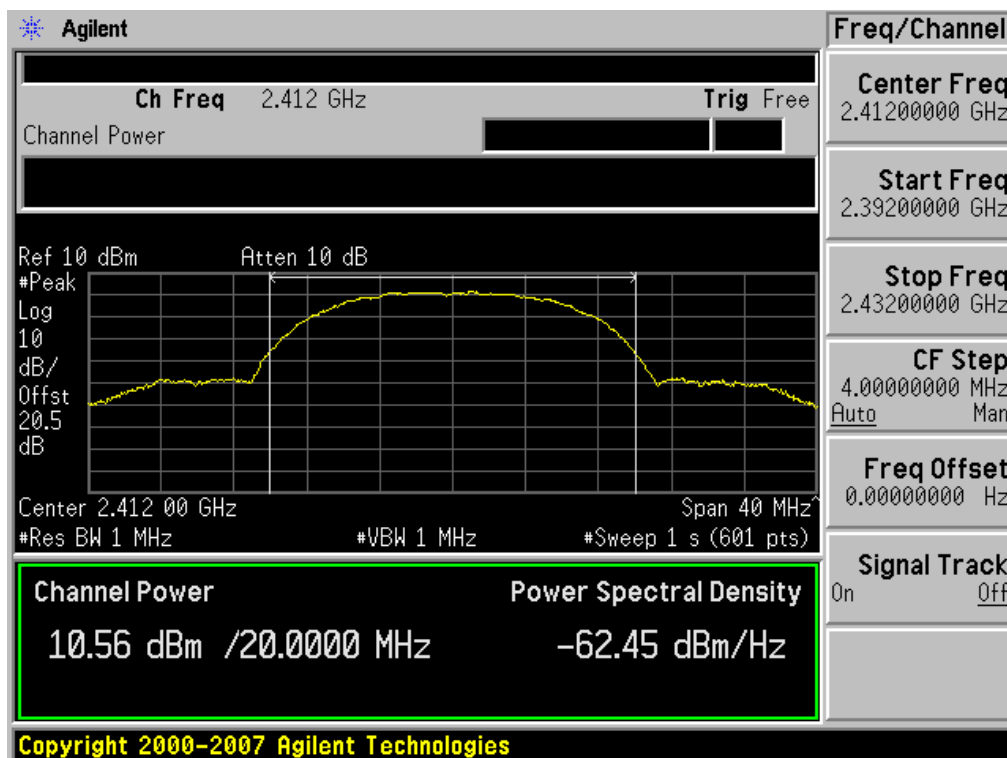 Agilent
Ch Freq 2.412 GHz Trig Free
Channel Power
Ref 10 dBm Atten 10 dB
#Peak
Log
10
dB/
Offst
20.5
dB
Center 2.412 00 GHz Span 40 MHz^
#Res BW 1 MHz #VBW 1 MHz #Sweep 1 s (601 pts)
Channel Power Power Spectral Density
10.56 dBm /20.0000 MHz -62.45 dBm/Hz
Copyright 2000-2007 Agilent Technologies
Freq/Channel
Center Freq
2.41200000 GHz
Start Freq
2.39200000 GHz
Stop Freq
2.43200000 GHz
CF Step
4.00000000 MHz
Auto Man
Freq Offset
0.00000000 Hz
Signal Track
On Off